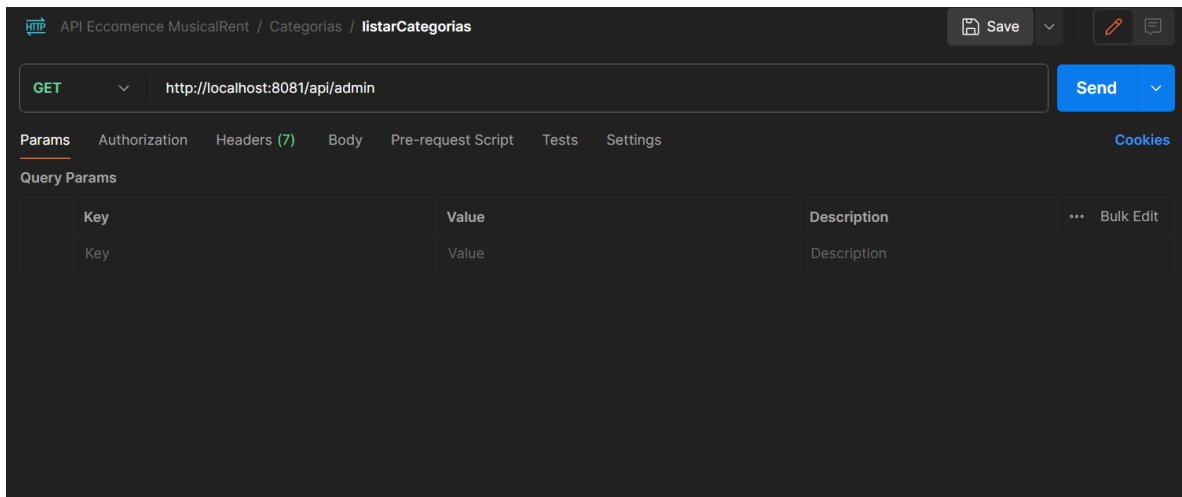 HTTP API Eccomence MusicalRent / Categorias / listarCategorias Save
GET http://localhost:8081/api/admin Send
Params Authorization Headers (7) Body Pre-request Script Tests Settings Cookies
Query Params
Key Value Description ••• Bulk Edit
Key Value Description